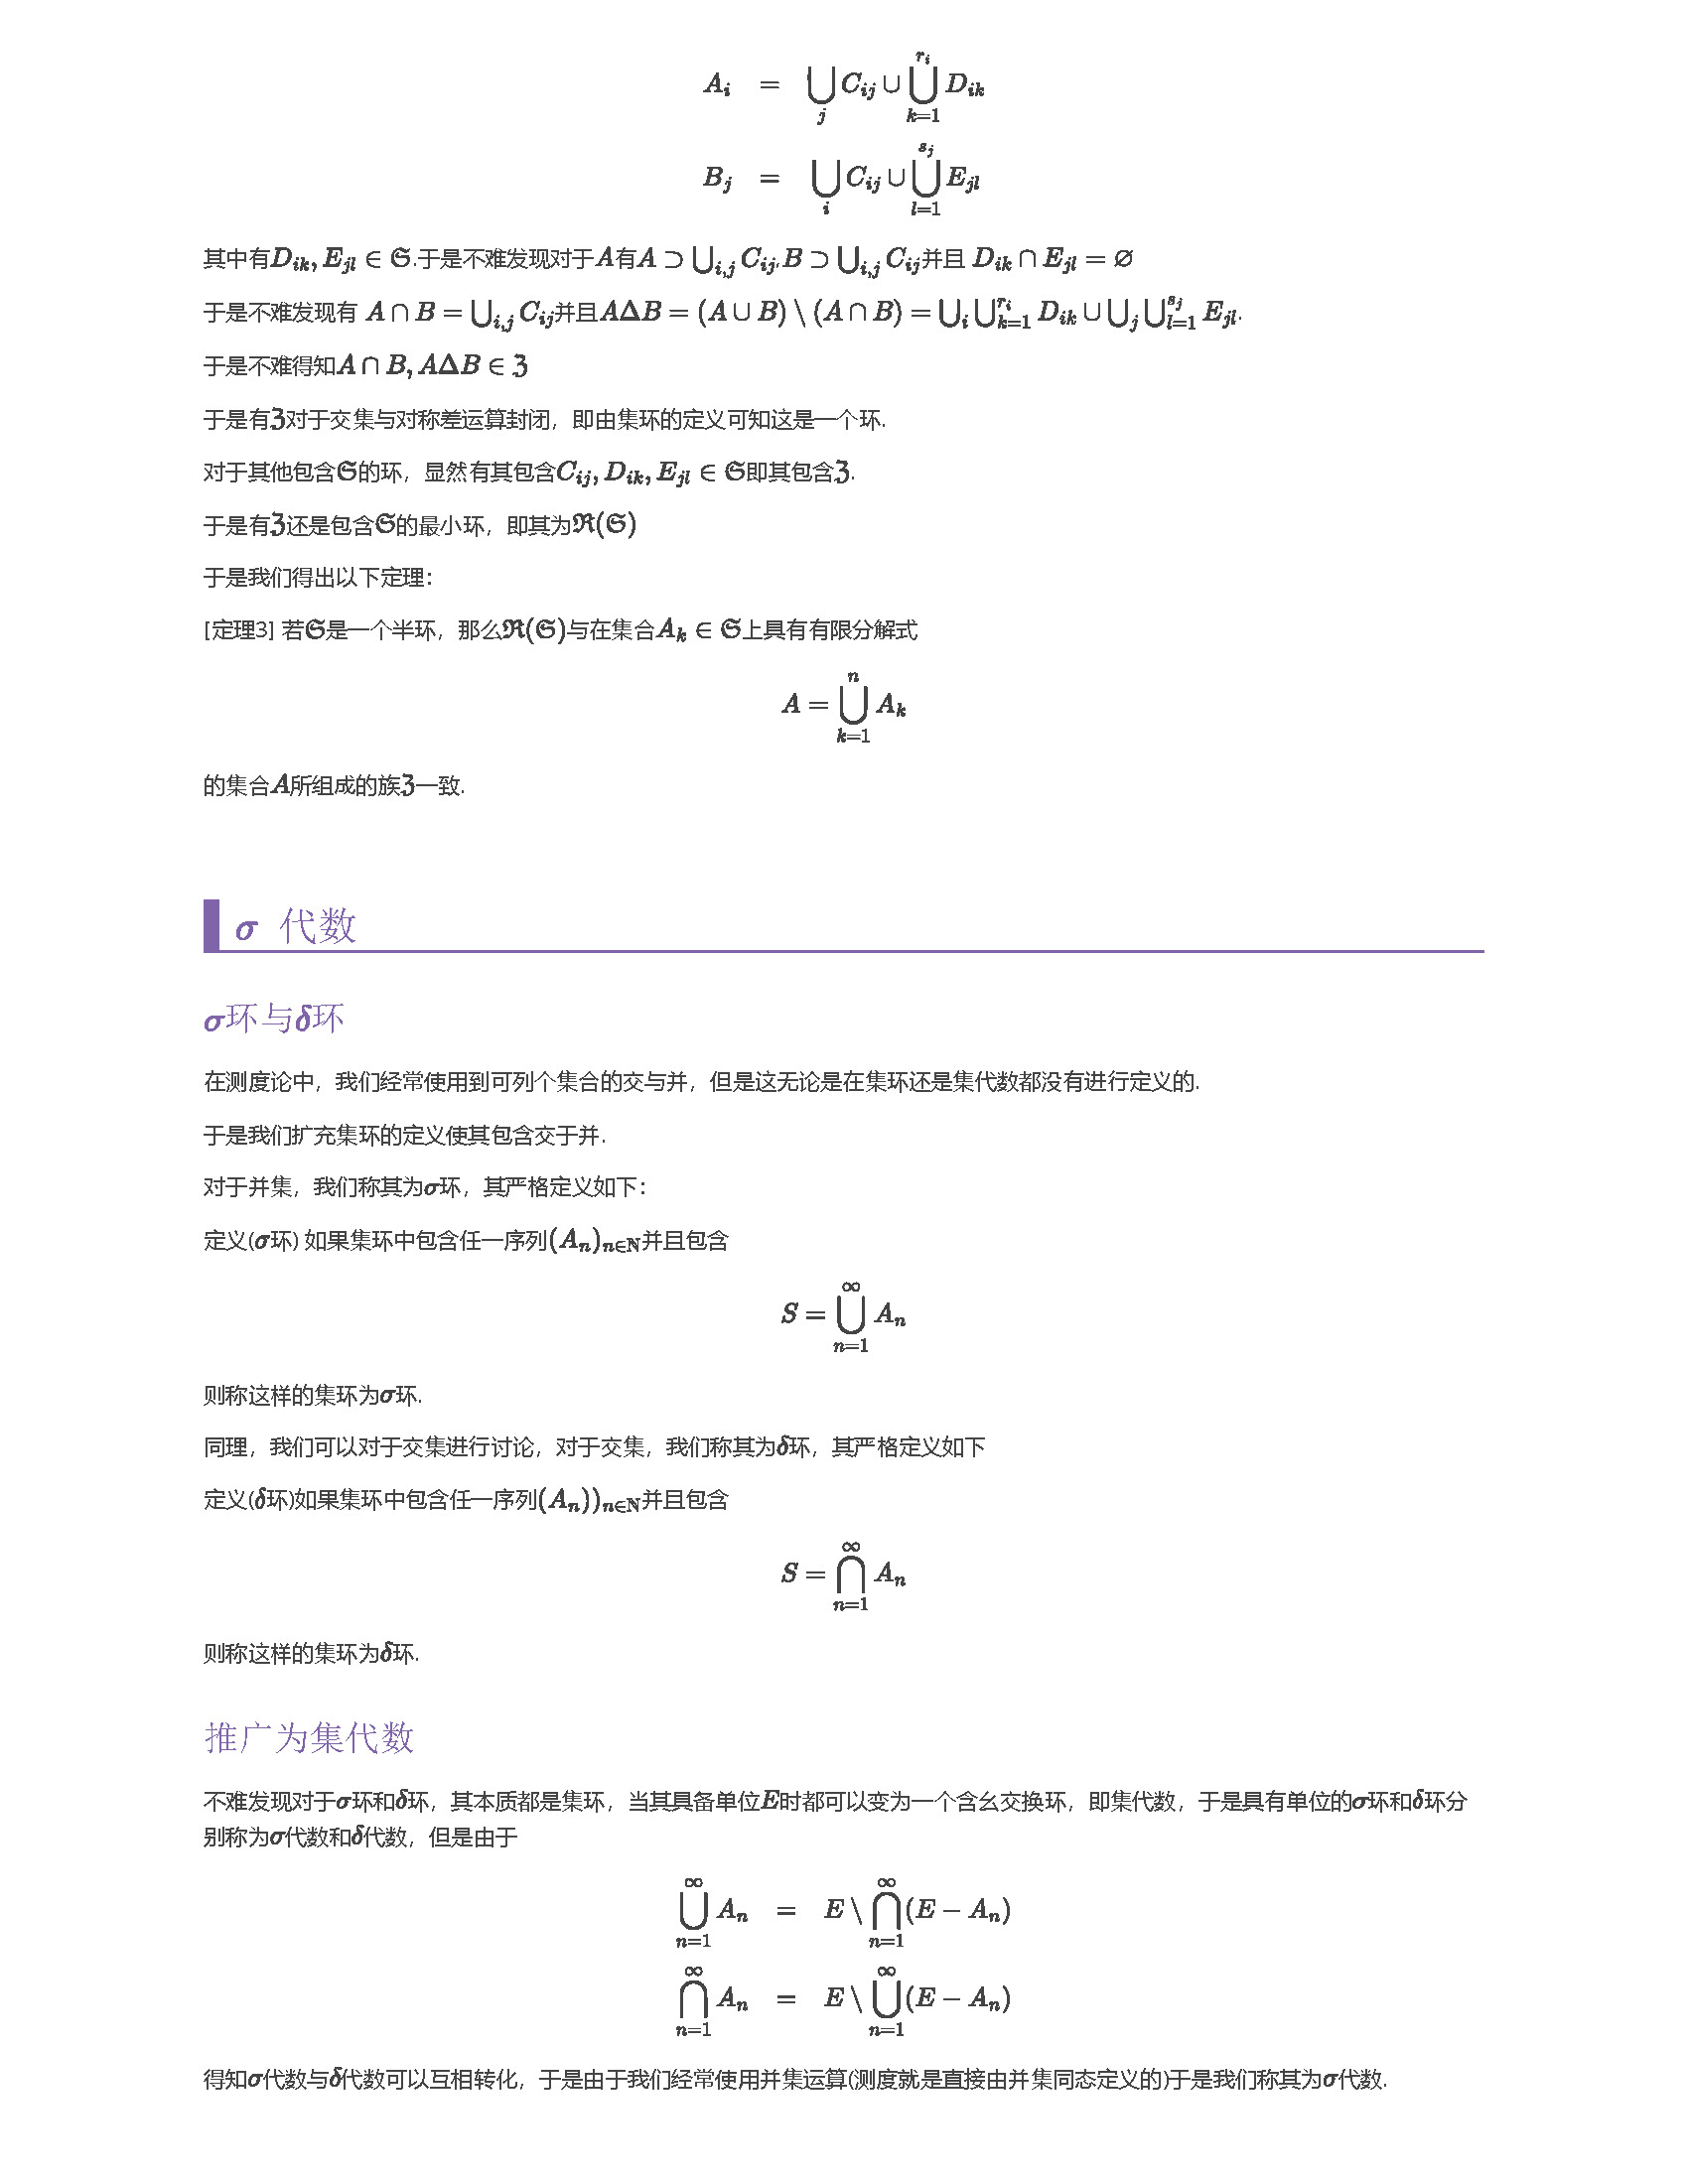 $$A_i = \bigcup_j C_{ij} \cup \bigcup_{k=1}^{r_i} D_{ik}$$
$$B_j = \bigcup_i C_{ij} \cup \bigcup_{l=1}^{s_j} E_{jl}$$
其中有$D_{ik}, E_{jl} \in \mathfrak{S}$.于是不难发现对于$A$有$A \supset \bigcup_{i,j} C_{ij}$,$B \supset \bigcup_{i,j} C_{ij}$并且 $D_{ik} \cap E_{jl} = \varnothing$
于是不难发现有 $A \cap B = \bigcup_{i,j} C_{ij}$并且$A \Delta B = (A \cup B) \setminus (A \cap B) = \bigcup_i \bigcup_{k=1}^{r_i} D_{ik} \cup \bigcup_j \bigcup_{l=1}^{s_j} E_{jl}$.
于是不难得知$A \cap B, A \Delta B \in \mathfrak{Z}$
于是有$\mathfrak{Z}$对于交集与对称差运算封闭，即由集环的定义可知这是一个环.
对于其他包含$\mathfrak{S}$的环，显然有其包含$C_{ij}, D_{ik}, E_{jl} \in \mathfrak{S}$即其包含$\mathfrak{Z}$.
于是有$\mathfrak{Z}$还是包含$\mathfrak{S}$的最小环，即其为$\mathfrak{R}(\mathfrak{S})$
于是我们得出以下定理：
[定理3] 若$\mathfrak{S}$是一个半环，那么$\mathfrak{R}(\mathfrak{S})$与在集合$A_k \in \mathfrak{S}$上具有有限分解式
$$A = \bigcup_{k=1}^{n} A_k$$
的集合$A$所组成的族$\mathfrak{Z}$一致.
$\sigma$ 代数
$\sigma$环与$\delta$环
在测度论中，我们经常使用到可列个集合的交与并，但是这无论是在集环还是集代数都没有进行定义的.
于是我们扩充集环的定义使其包含交于并.
对于并集，我们称其为$\sigma$环，其严格定义如下：
定义($\sigma$环) 如果集环中包含任一序列$(A_n)_{n \in \mathbb{N}}$并且包含
$$S = \bigcup_{n=1}^{\infty} A_n$$
则称这样的集环为$\sigma$环.
同理，我们可以对于交集进行讨论，对于交集，我们称其为$\delta$环，其严格定义如下
定义($\delta$环)如果集环中包含任一序列$(A_n))_{n \in \mathbb{N}}$并且包含
$$S = \bigcap_{n=1}^{\infty} A_n$$
则称这样的集环为$\delta$环.
推广为集代数
不难发现对于$\sigma$环和$\delta$环，其本质都是集环，当其具备单位$E$时都可以变为一个含幺交换环，即集代数，于是具有单位的$\sigma$环和$\delta$环分
别称为$\sigma$代数和$\delta$代数，但是由于
$$\bigcup_{n=1}^{\infty} A_n = E \setminus \bigcap_{n=1}^{\infty} (E - A_n)$$
$$\bigcap_{n=1}^{\infty} A_n = E \setminus \bigcup_{n=1}^{\infty} (E - A_n)$$
得知$\sigma$代数与$\delta$代数可以互相转化，于是由于我们经常使用并集运算(测度就是直接由并集同态定义的)于是我们称其为$\sigma$代数.